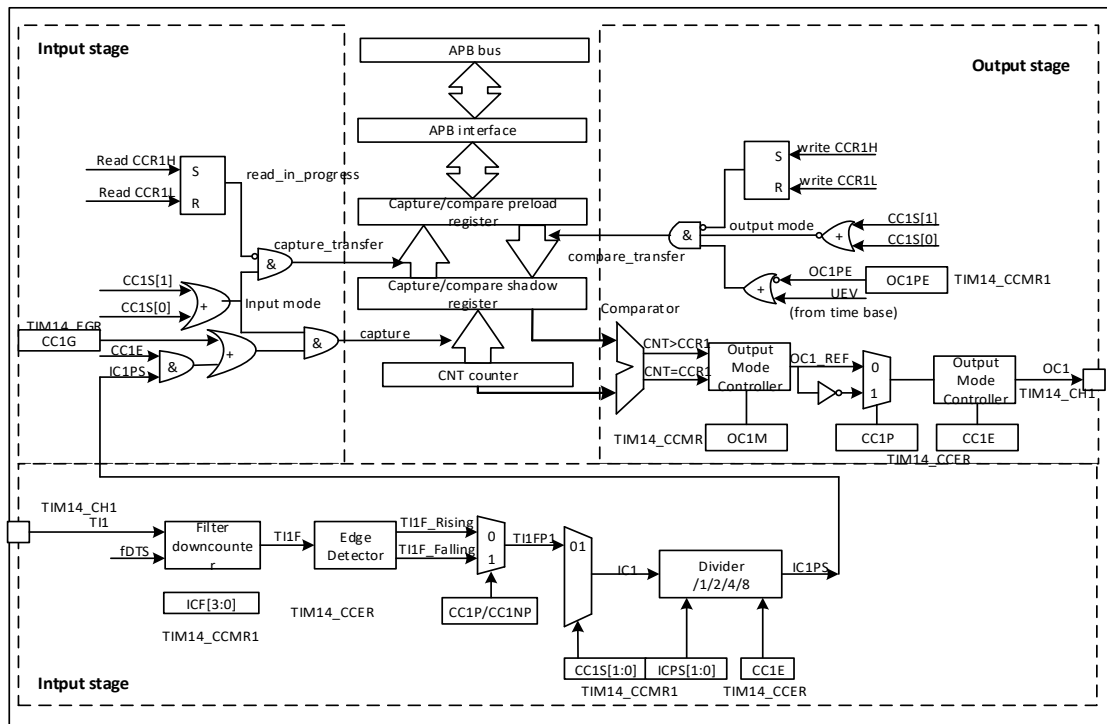 Intput stage
APB bus
Output stage
APB interface
Read CCR1H
S
read_in_progress
Read CCR1L
R
S
write CCR1H
R
write CCR1L
Capture/compare preload
register
capture_transfer
&
&
output mode
+
CC1S[1]
CC1S[0]
compare_transfer
OC1PE
OC1PE
TIM14_CCMR1
+
UEV
(from time base)
CC1S[1]
CC1S[0]
+
Input mode
Capture/compare shadow
register
Comparator
TIM14_EGR
CC1G
CC1E
IC1PS
&
+
&
capture
CNT counter
CNT>CCR1
CNT=CCR1
Output
Mode
Controller
OC1_REF
0
1
Output
Mode
Controller
OC1
TIM14_CH1
TIM14_CCMR
OC1M
CC1P
CC1E
TIM14_CCER
TIM14_CH1
TI1
fDTS
Filter
downcounte
r
TI1F
Edge
Detector
TI1F_Rising
TI1F_Falling
0
1
TI1FP1
01
IC1
Divider
/1/2/4/8
IC1PS
ICF[3:0]
TIM14_CCMR1
TIM14_CCER
CC1P/CC1NP
CC1S[1:0]
ICPS[1:0]
CC1E
TIM14_CCMR1
TIM14_CCER
Intput stage